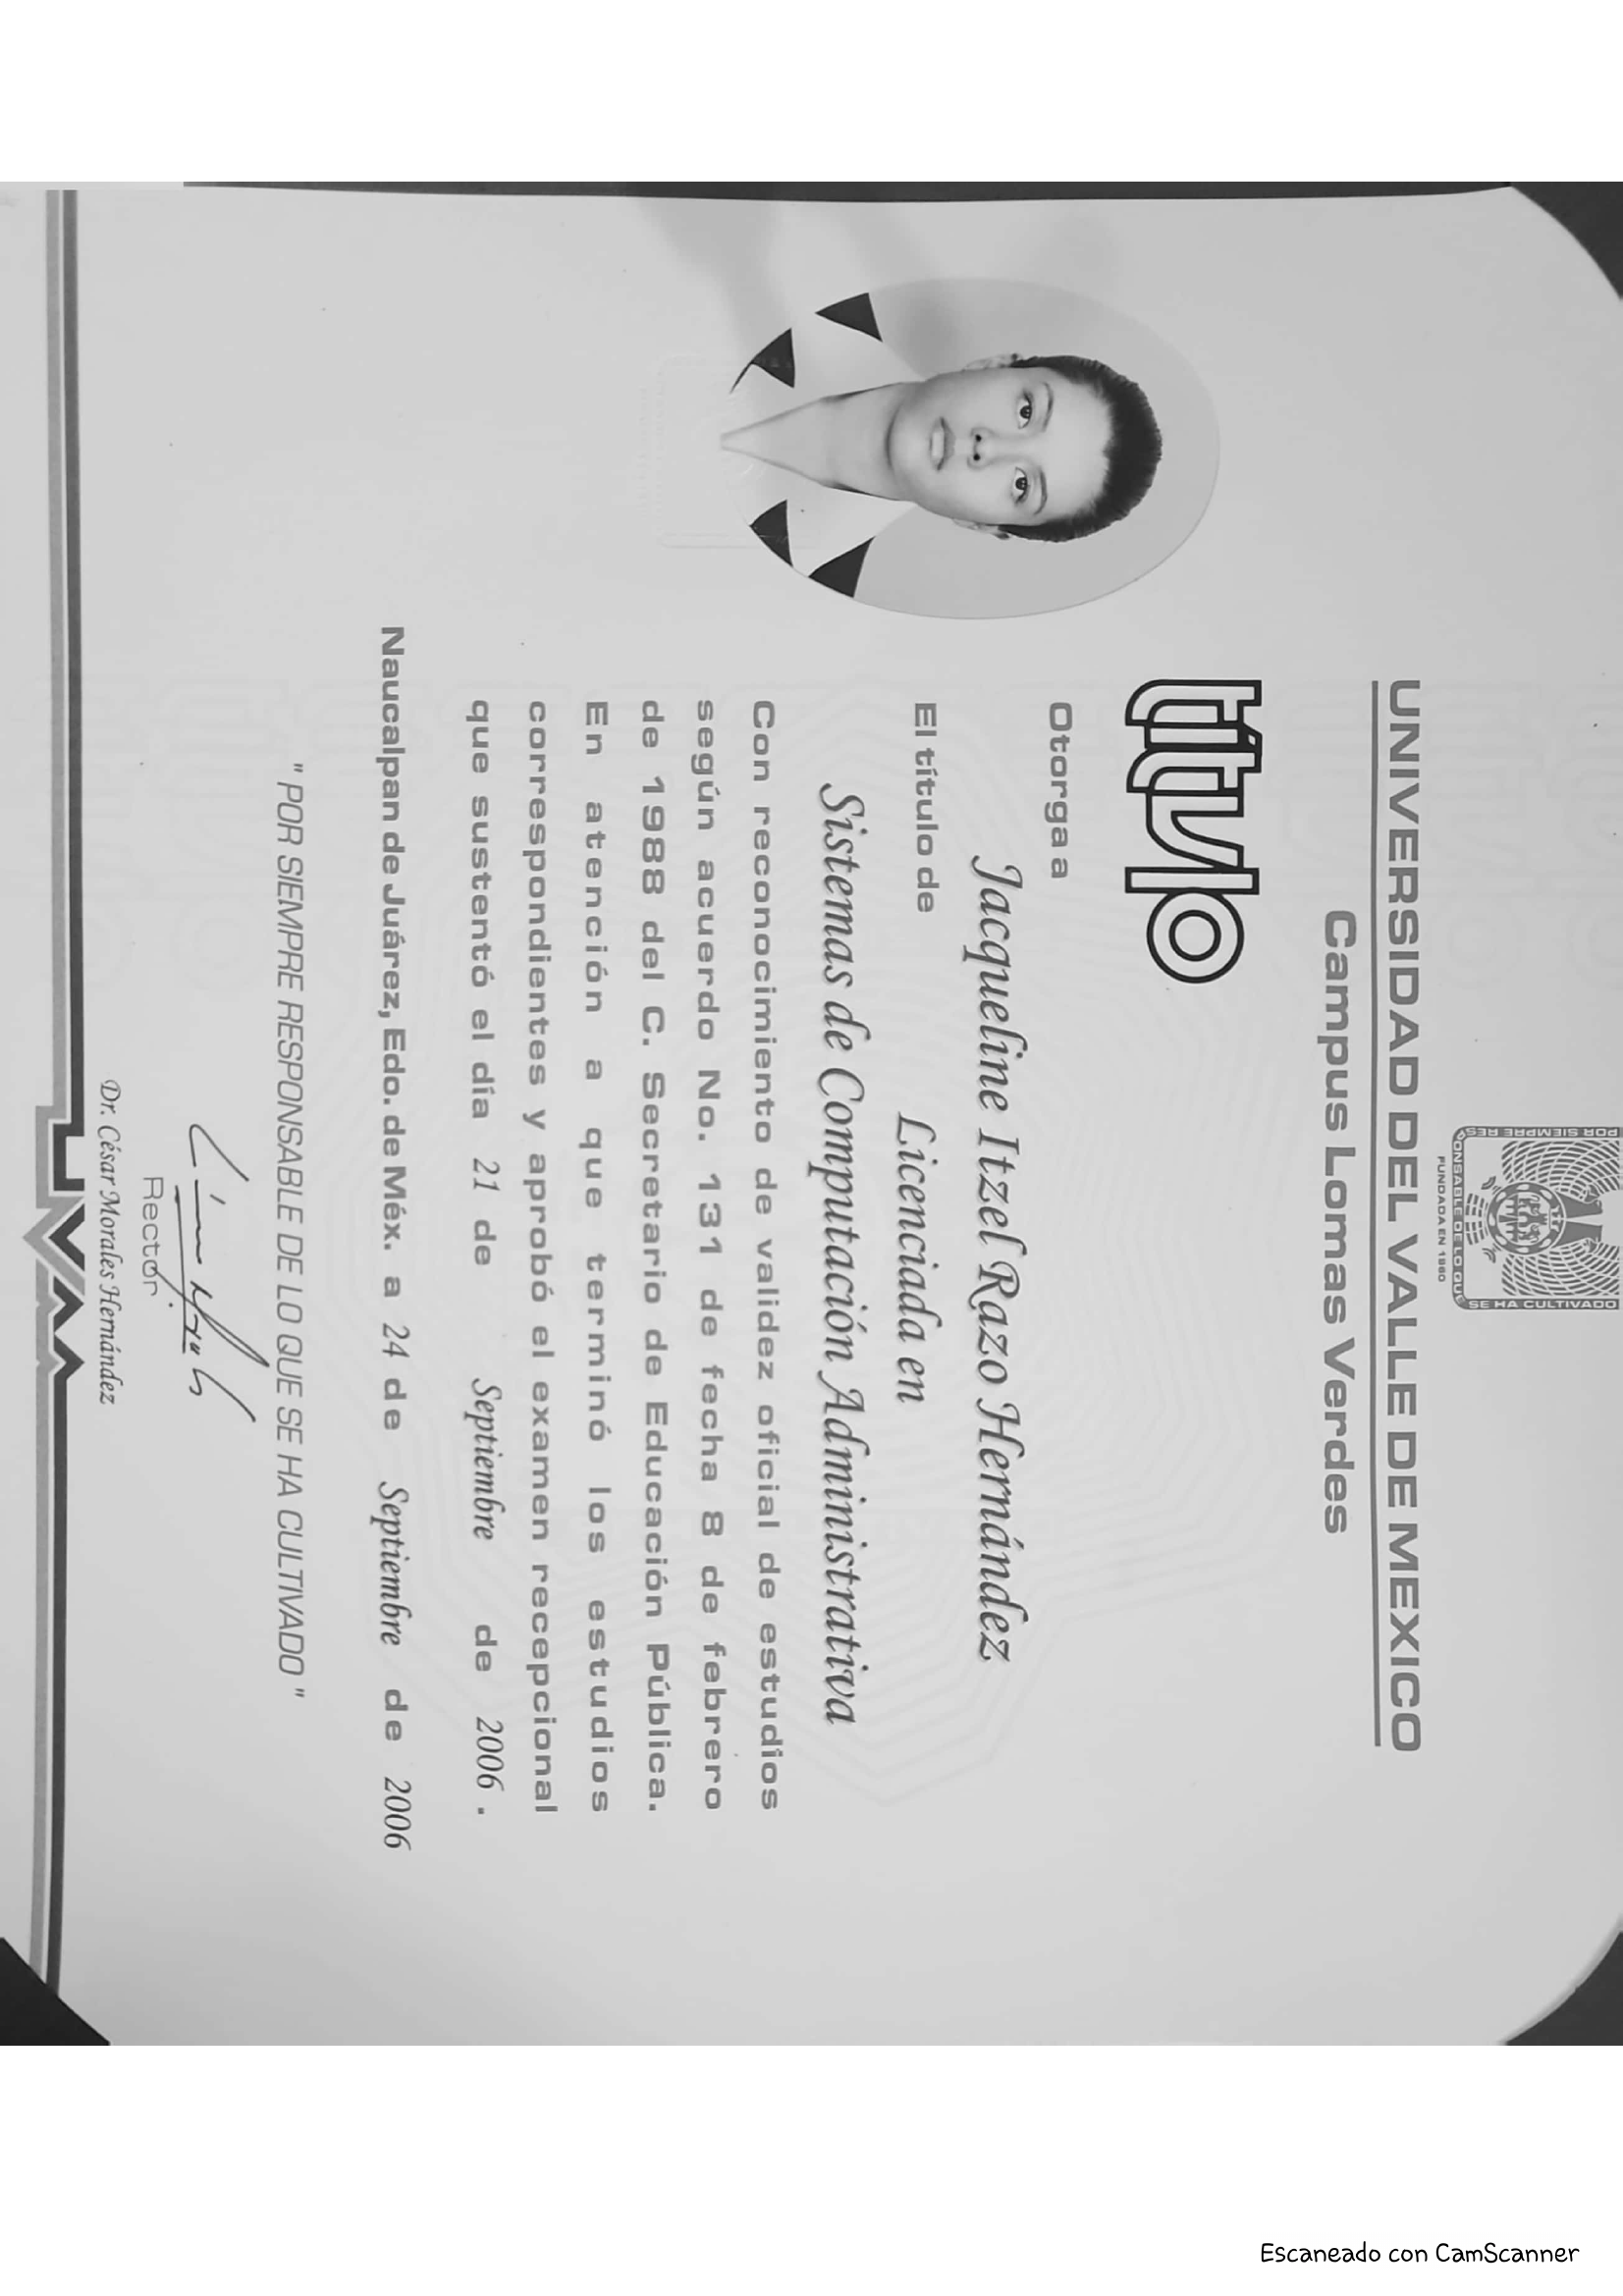 POR SIEMPRE RESPONSABLE DE LO QUE SE HA CULTIVADO
FUNDADA EN 1960
UNIVERSIDAD DEL VALLE DE MEXICO
Campus Lomas Verdes
título
Otorga a
Jacqueline Itzel Razo Hernández
El título de
Licenciada en
Sistemas de Computación Administrativa
Con reconocimiento de validez oficial de estudios
según acuerdo No. 131 de fecha 8 de febrero
de 1988 del C. Secretario de Educación Pública.
En atención a que terminó los estudios
correspondientes y aprobó el examen recepcional
que sustentó el día 21 de Septiembre de 2006 .
Naucalpan de Juárez, Edo. de Méx. a 24 de Septiembre de 2006
" POR SIEMPRE RESPONSABLE DE LO QUE SE HA CULTIVADO "
Rector.
Dr. César Morales Hernández
UVM
Escaneado con CamScanner